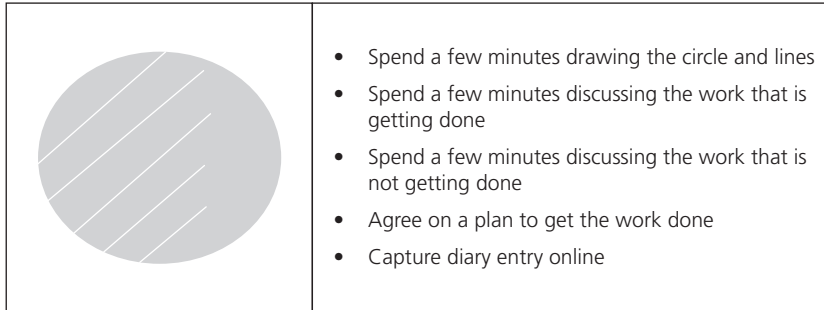 • Spend a few minutes drawing the circle and lines
• Spend a few minutes discussing the work that is
getting done
• Spend a few minutes discussing the work that is
not getting done
• Agree on a plan to get the work done
• Capture diary entry online